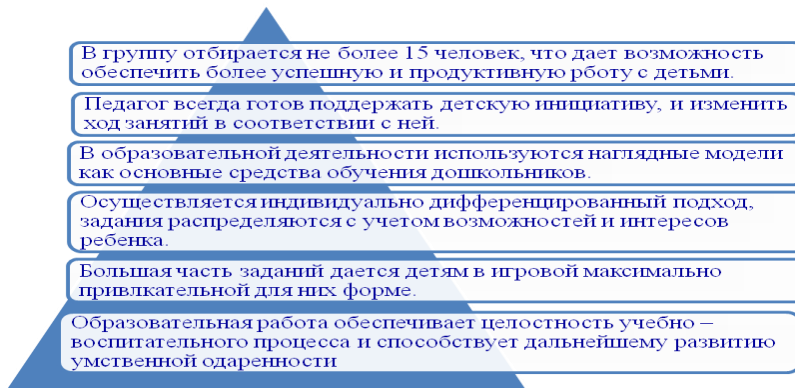 В группу отбирается не более 15 человек, что дает возможность
обеспечить более успешную и продуктивную рботу с детьми.
Педагог всегда готов поддержать детскую инициативу, и изменить
ход занятий в соответствии с ней.
В образовательной деятельности используются наглядные модели
как основные средства обучения дошкольников.
Осуществляется индивидуально дифференцированный подход,
задания распределяются с учетом возможностей и интересов
ребенка.
Большая часть заданий дается детям в игровой максимально
привлкательной для них форме.
Образовательная работа обеспечивает целостность учебно –
воспитательного процесса и способствует дальнейшему развитию
умственной одаренности